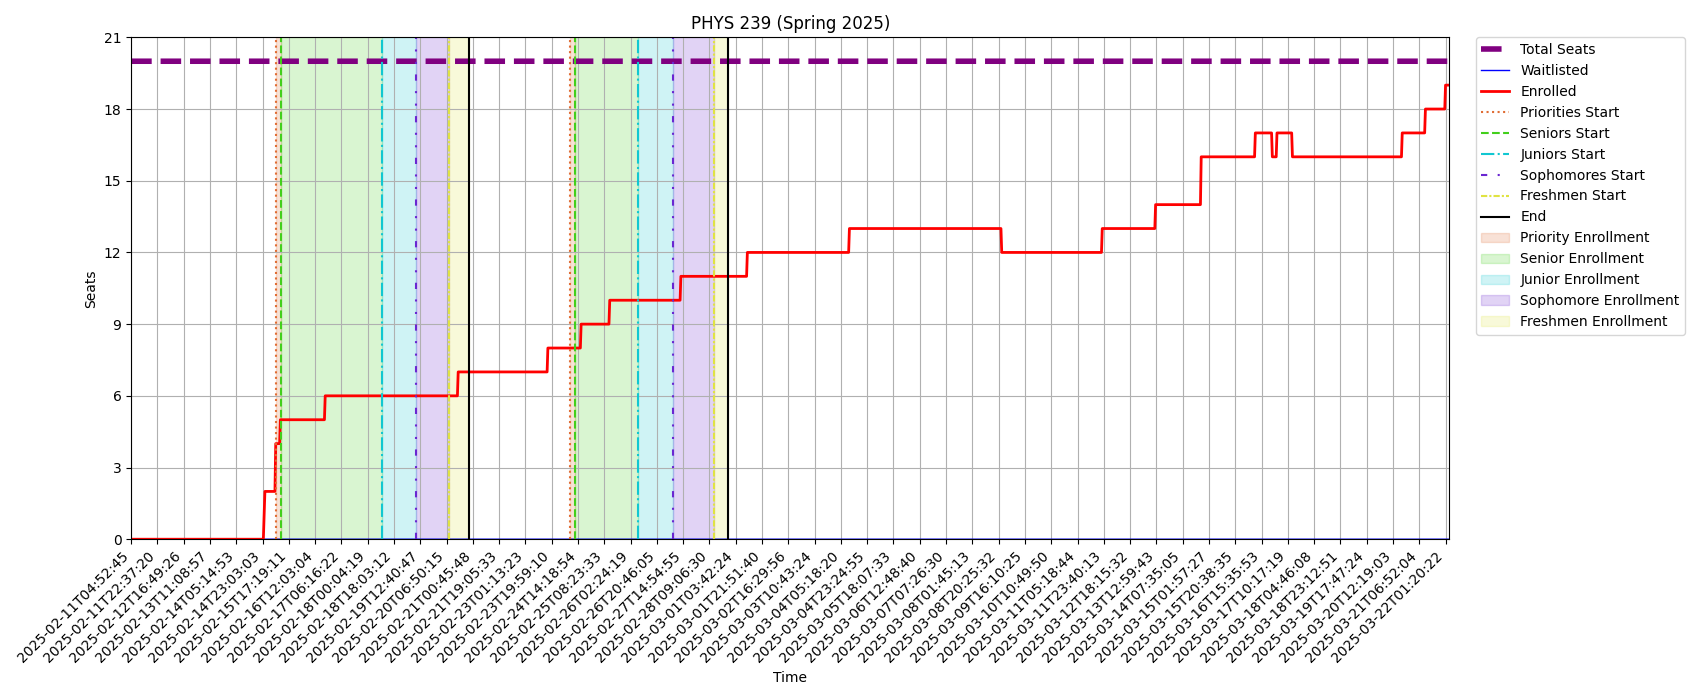 PHYS 239 (Spring 2025)
21
18
15
12
9
6
3
0
Seats
2025-02-11T04:52:45
2025-02-11T22:37:20
2025-02-12T16:49:26
2025-02-13T11:08:57
2025-02-14T05:14:53
2025-02-14T23:03:03
2025-02-15T17:19:11
2025-02-16T12:03:04
2025-02-17T06:16:22
2025-02-18T00:04:19
2025-02-18T18:03:12
2025-02-19T12:40:47
2025-02-20T06:50:15
2025-02-21T00:45:48
2025-02-21T19:05:33
2025-02-23T01:13:23
2025-02-23T19:59:10
2025-02-24T14:18:54
2025-02-25T08:23:33
2025-02-26T02:24:19
2025-02-26T20:46:05
2025-02-27T14:54:55
2025-02-28T09:06:30
2025-03-01T03:42:24
2025-03-01T21:51:40
2025-03-02T16:29:56
2025-03-03T10:43:24
2025-03-04T05:18:20
2025-03-04T23:24:55
2025-03-05T18:07:33
2025-03-06T12:48:40
2025-03-07T07:26:30
2025-03-08T01:45:13
2025-03-08T20:25:32
2025-03-09T16:10:25
2025-03-10T10:49:50
2025-03-11T05:18:44
2025-03-11T23:40:13
2025-03-12T18:15:32
2025-03-13T12:59:43
2025-03-14T07:35:05
2025-03-15T01:57:27
2025-03-15T20:38:35
2025-03-16T15:35:53
2025-03-17T10:17:19
2025-03-18T04:46:08
2025-03-18T23:12:51
2025-03-19T17:47:24
2025-03-20T12:19:03
2025-03-21T06:52:04
2025-03-22T01:20:22
Time
Total Seats
Waitlisted
Enrolled
Priorities Start
Seniors Start
Juniors Start
Sophomores Start
Freshmen Start
End
Priority Enrollment
Senior Enrollment
Junior Enrollment
Sophomore Enrollment
Freshmen Enrollment